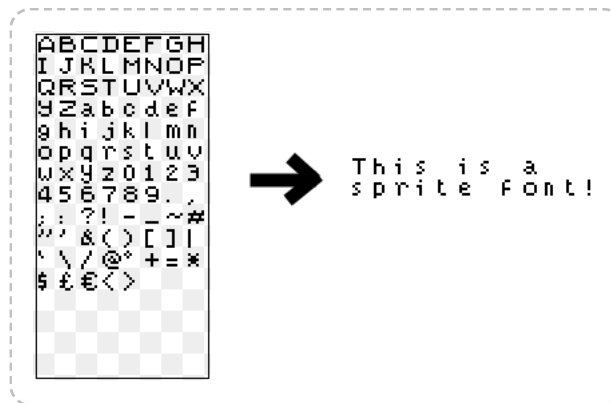 ABCDEFGH
IJKLMNOP
QRSTUVWX
YZabcdef
ghijklmn
opqrstuv
wxyz0123
456789.,
;:?!-_~#
"'&()[]|
`\/@°+=*
$£€<>
This is a
sprite font!